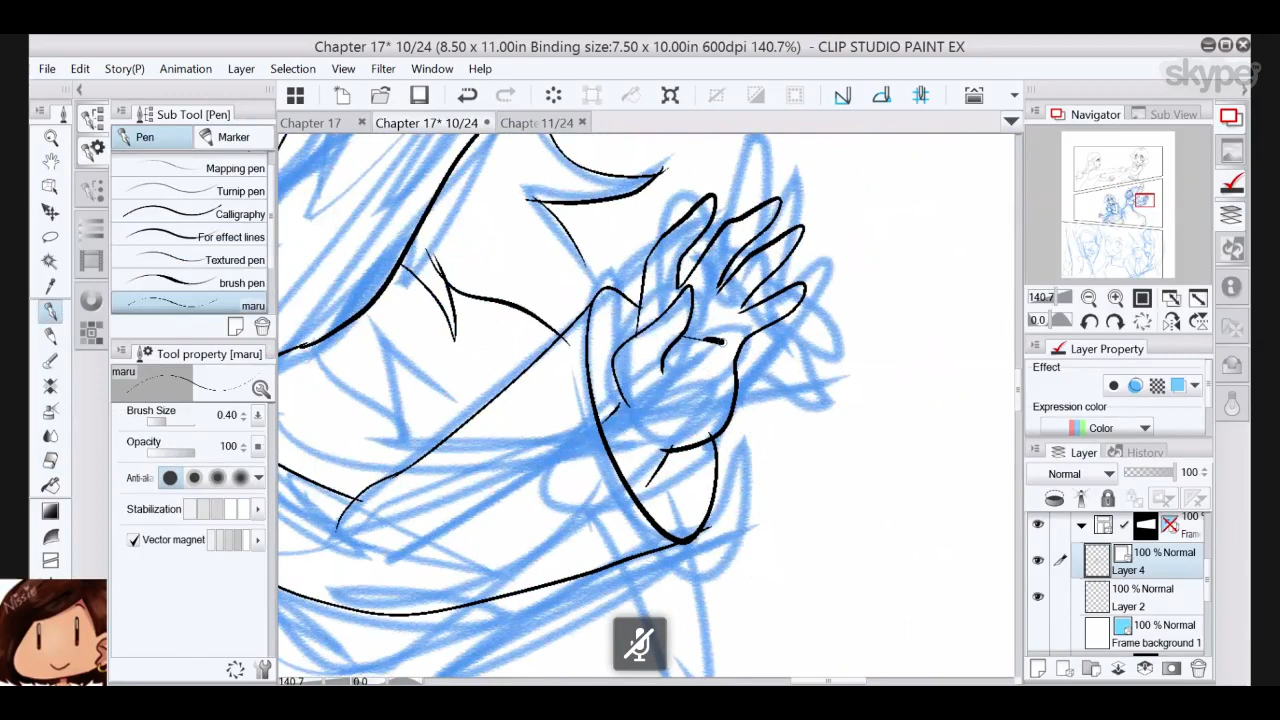 Chapter 17* 10/24 (8.50 x 11.00in Binding size:7.50 x 10.00in 600dpi 140.7%) - CLIP STUDIO PAINT EX
skype
File Edit Story(P) Animation Layer Selection View Filter Window Help
Sub Tool [Pen]
Chapter 17 Chapter 17* 10/24 Chapte 11/24
Navigator Sub View
Pen Marker
Mapping pen
Turnip pen
Calligraphy
For effect lines
Textured pen
brush pen
maru
140.7
0.0
Tool property [maru]
Layer Property
maru
Effect
Brush Size 0.40
Expression color
Color
Opacity 100
Anti-alia
Layer History
Normal 100
Stabilization
Vector magnet
100 %
Fram
100 % Normal
Layer 4
100 % Normal
Layer 2
100 % Normal
Frame background 1
Nissie
140.7 0.0